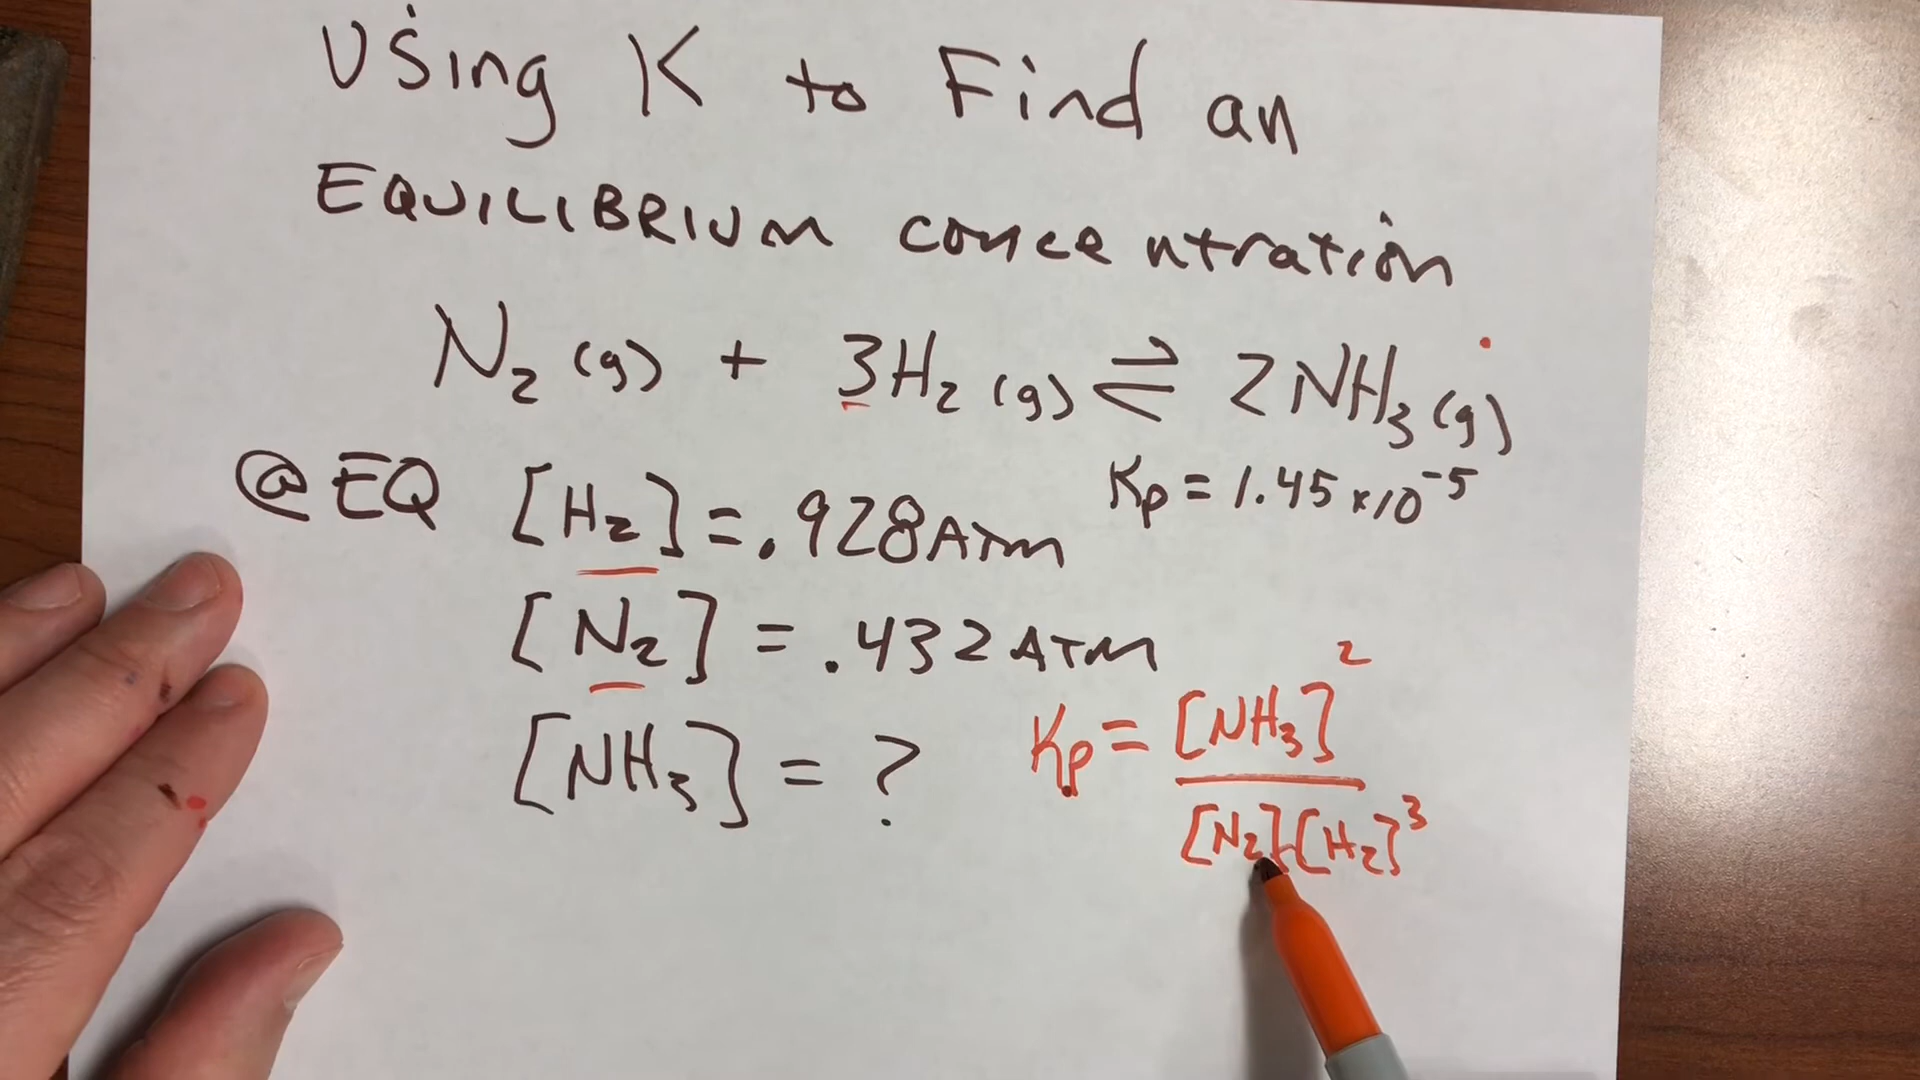 Using K to Find an
EQUILIBRIUM concentration
N₂(g) + 3H₂(g) ⇌ 2NH₃(g)
Kp = 1.45 x10⁻⁵
@EQ [H₂] = .928 ATM
[N₂] = .432 ATM
[NH₃] = ?
Kp = [NH₃]²
[N₂][H₂]³